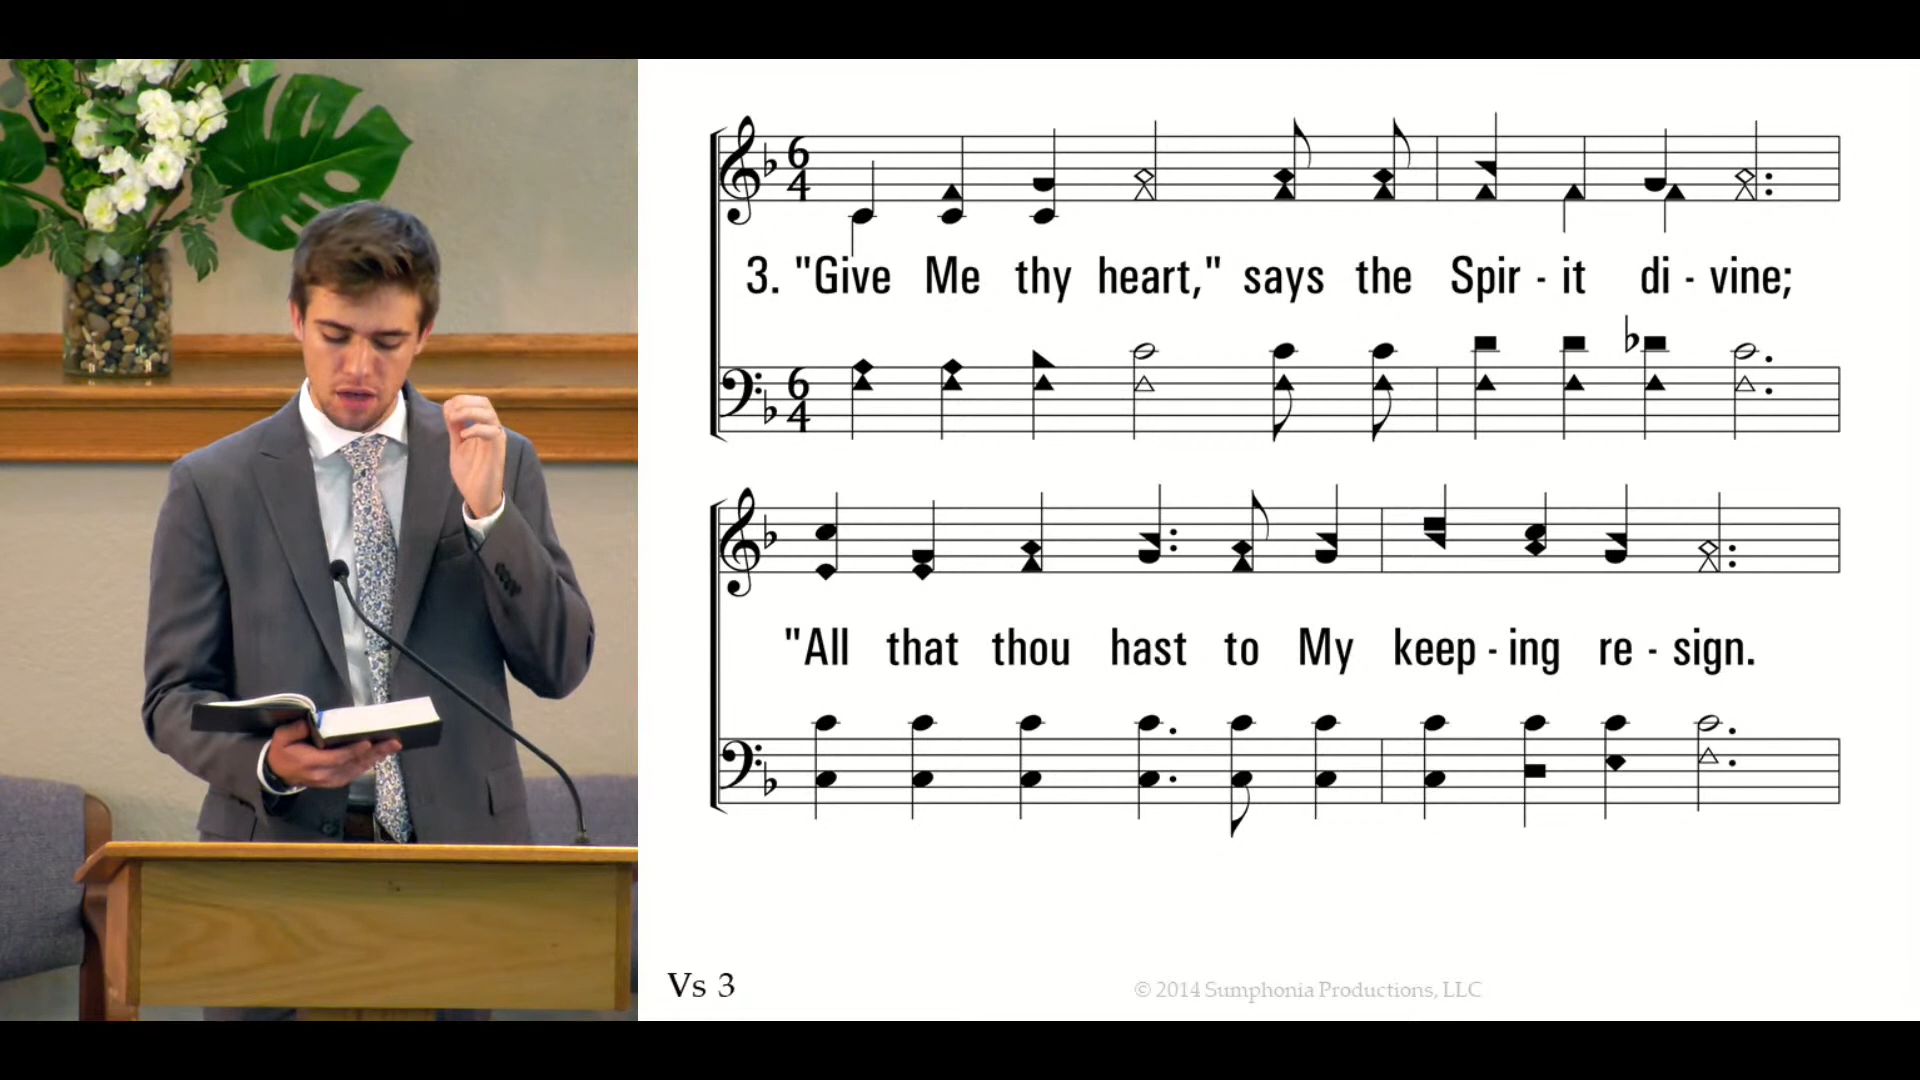 3. "Give Me thy heart," says the Spir - it di - vine;
"All that thou hast to My keep - ing re - sign.
Vs 3
© 2014 Sumphonia Productions, LLC